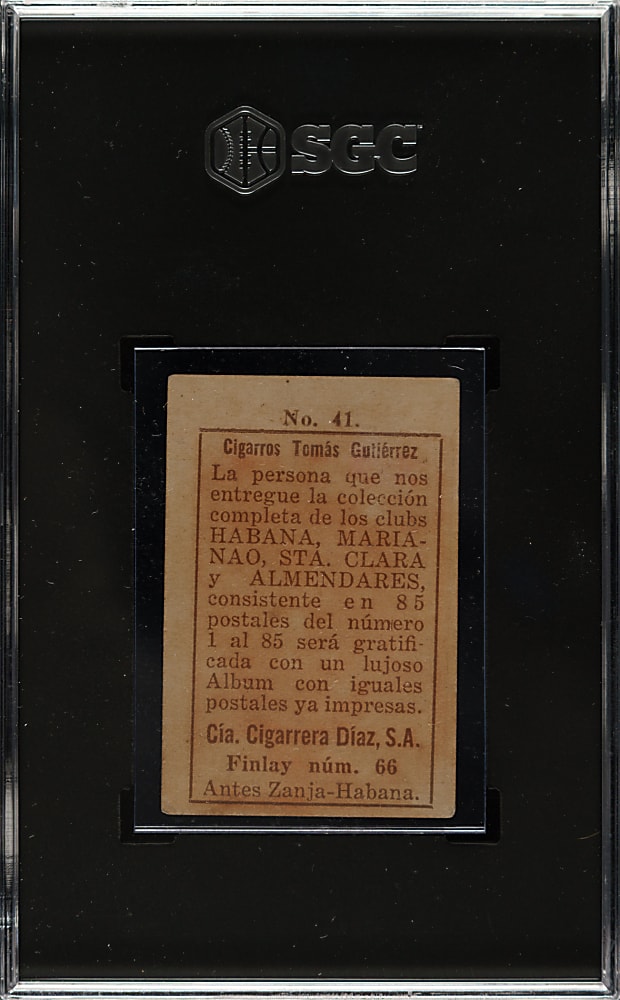 SGC
No. 41.
Cigarros Tomás Gutiérrez
La persona que nos
entregue la colección
completa de los clubs
HABANA, MARIA-
NAO, STA. CLARA
y ALMENDARES,
consistente en 85
postales del número
1 al 85 será gratifi-
cada con un lujoso
Album con iguales
postales ya impresas.
Cía. Cigarrera Díaz, S.A.
Finlay núm. 66
Antes Zanja-Habana.